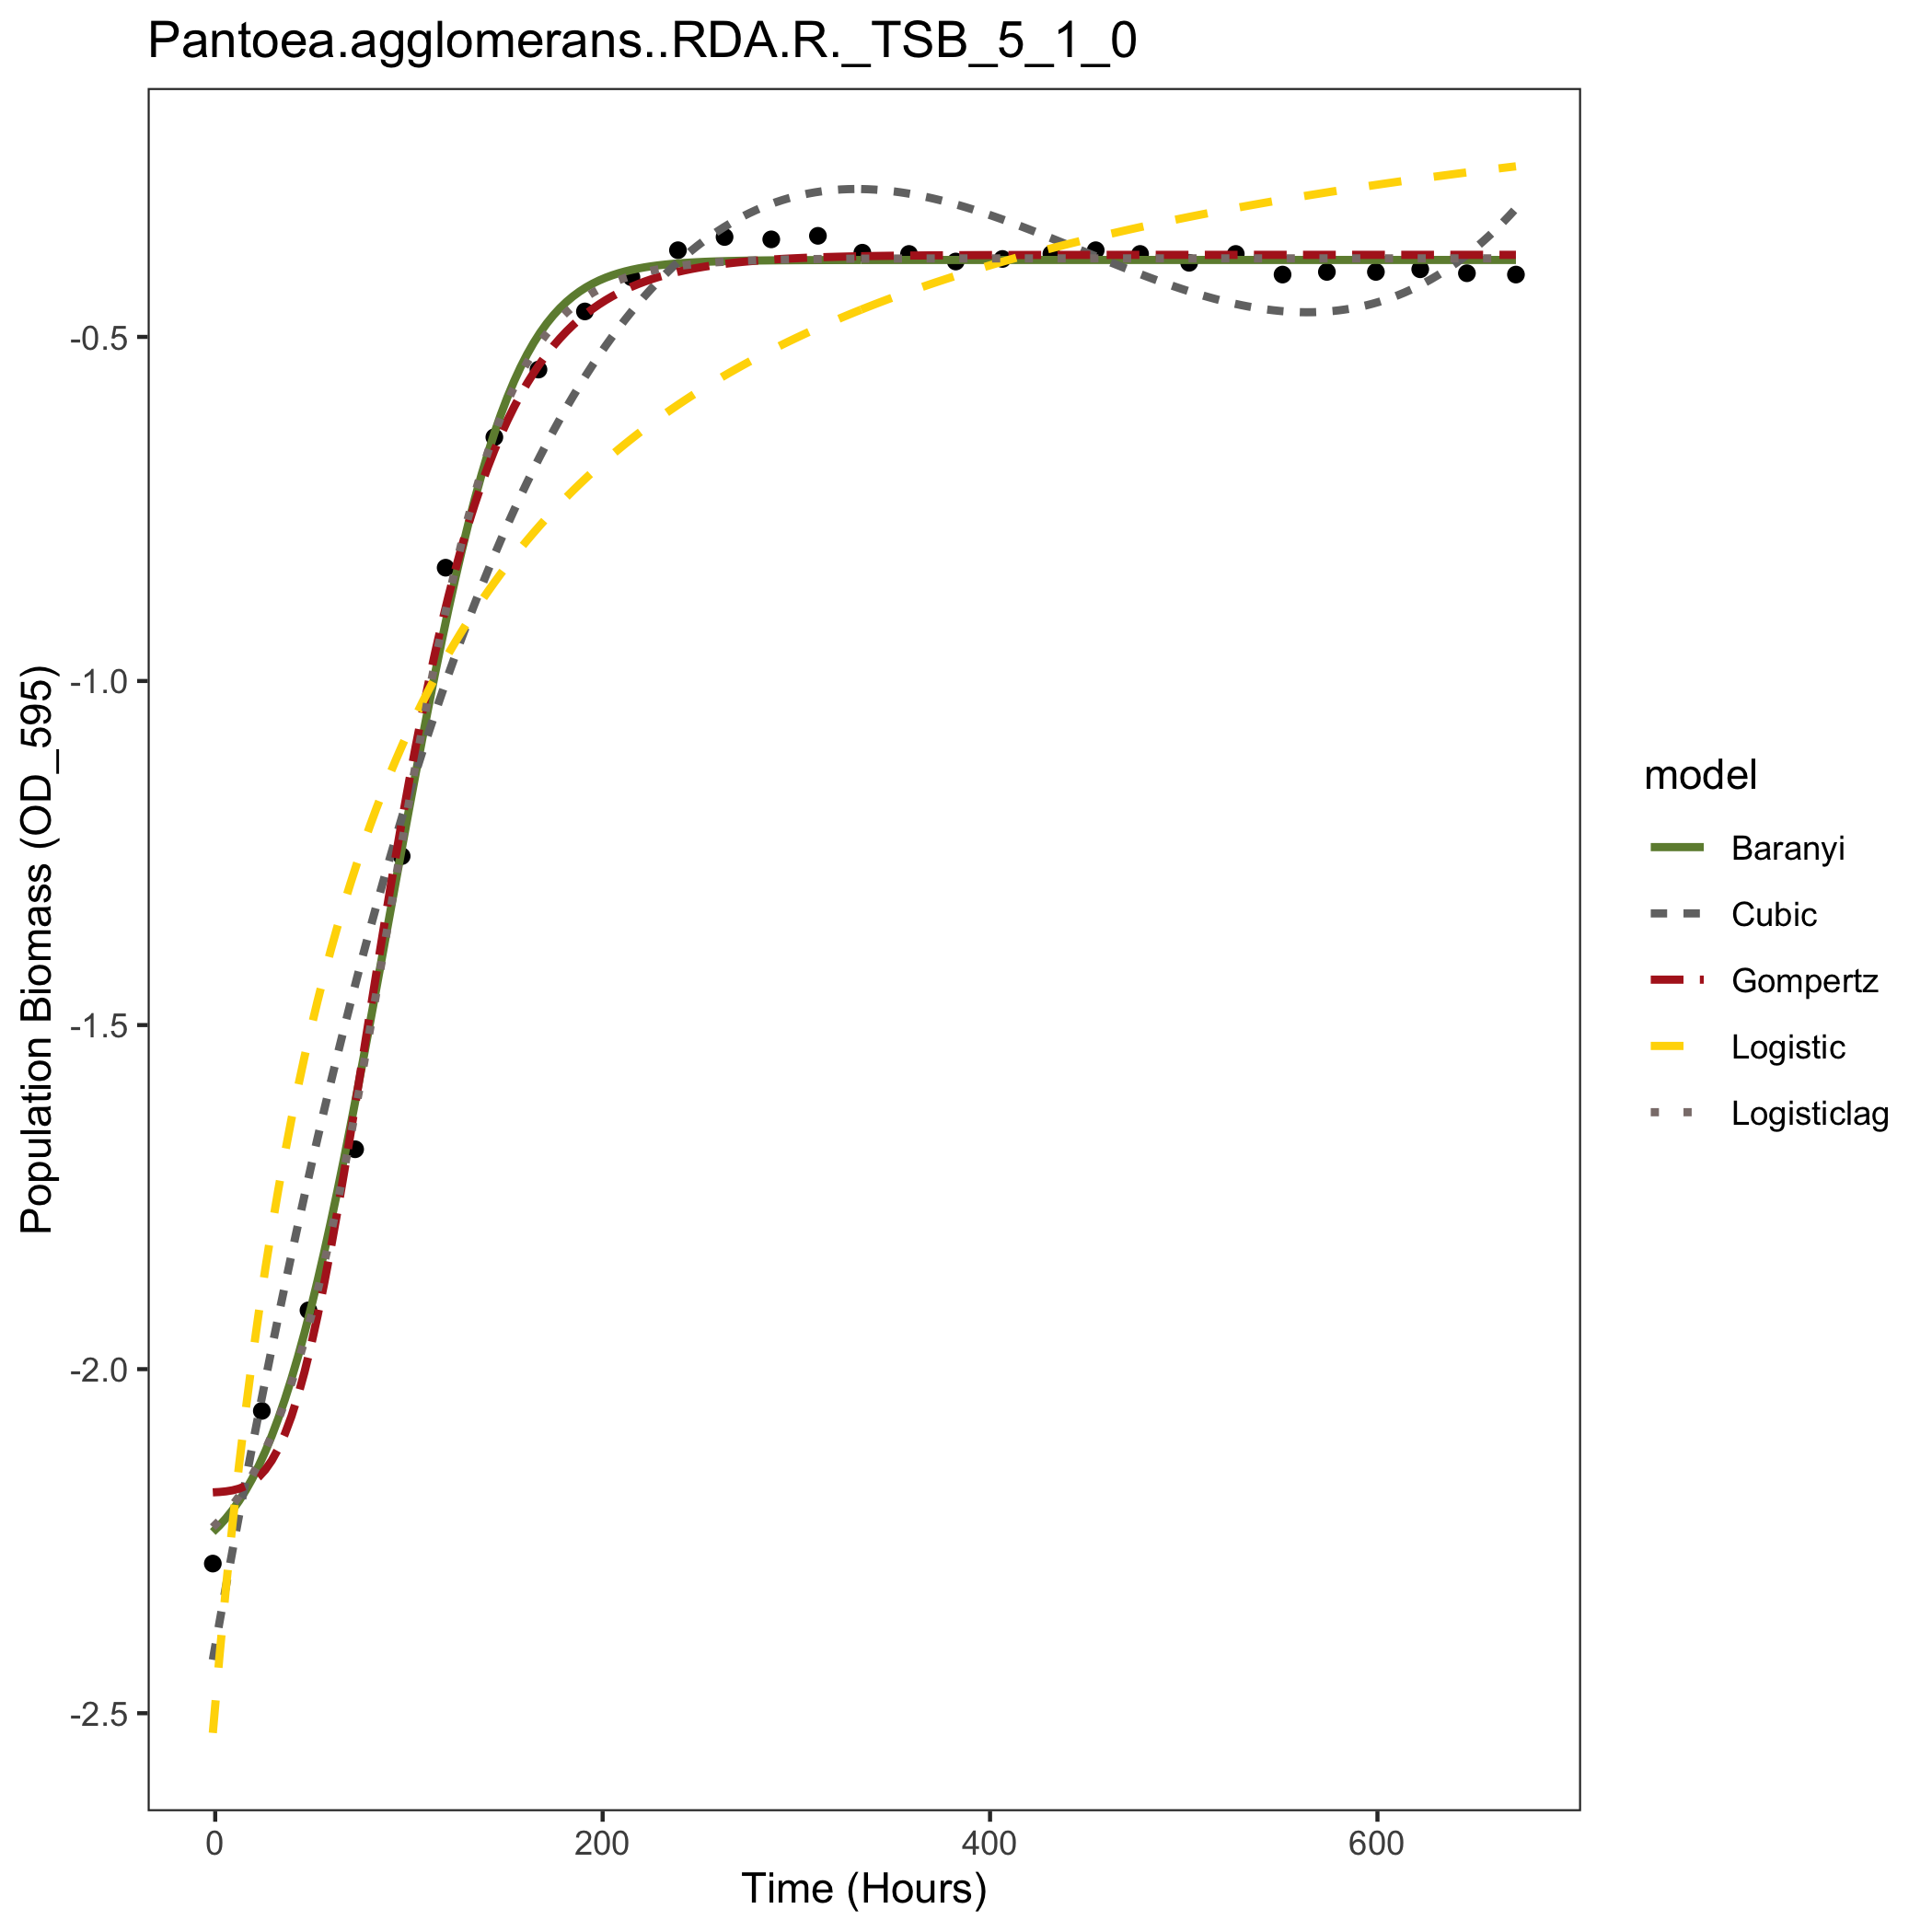 Pantoea.agglomerans..RDA.R._TSB_5_1_0
Population Biomass (OD_595)
-0.5
-1.0
-1.5
-2.0
-2.5
0
200
400
600
Time (Hours)
model
Baranyi
Cubic
Gompertz
Logistic
Logisticlag